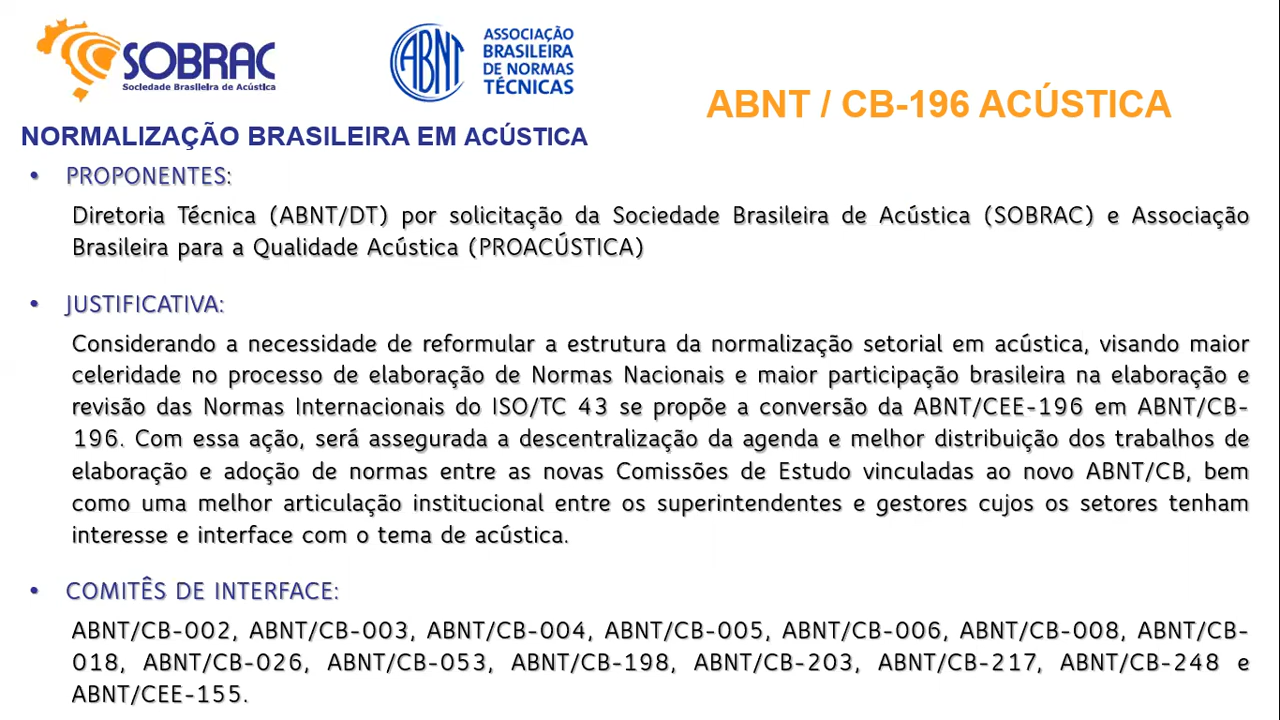 SOBRAC
Sociedade Brasileira de Acústica
ABNT
ASSOCIAÇÃO
BRASILEIRA
DE NORMAS
TÉCNICAS
ABNT / CB-196 ACÚSTICA
NORMALIZAÇÃO BRASILEIRA EM ACÚSTICA
• PROPONENTES:
Diretoria Técnica (ABNT/DT) por solicitação da Sociedade Brasileira de Acústica (SOBRAC) e Associação
Brasileira para a Qualidade Acústica (PROACÚSTICA)
• JUSTIFICATIVA:
Considerando a necessidade de reformular a estrutura da normalização setorial em acústica, visando maior
celeridade no processo de elaboração de Normas Nacionais e maior participação brasileira na elaboração e
revisão das Normas Internacionais do ISO/TC 43 se propõe a conversão da ABNT/CEE-196 em ABNT/CB-
196. Com essa ação, será assegurada a descentralização da agenda e melhor distribuição dos trabalhos de
elaboração e adoção de normas entre as novas Comissões de Estudo vinculadas ao novo ABNT/CB, bem
como uma melhor articulação institucional entre os superintendentes e gestores cujos os setores tenham
interesse e interface com o tema de acústica.
• COMITÊS DE INTERFACE:
ABNT/CB-002, ABNT/CB-003, ABNT/CB-004, ABNT/CB-005, ABNT/CB-006, ABNT/CB-008, ABNT/CB-
018, ABNT/CB-026, ABNT/CB-053, ABNT/CB-198, ABNT/CB-203, ABNT/CB-217, ABNT/CB-248 e
ABNT/CEE-155.